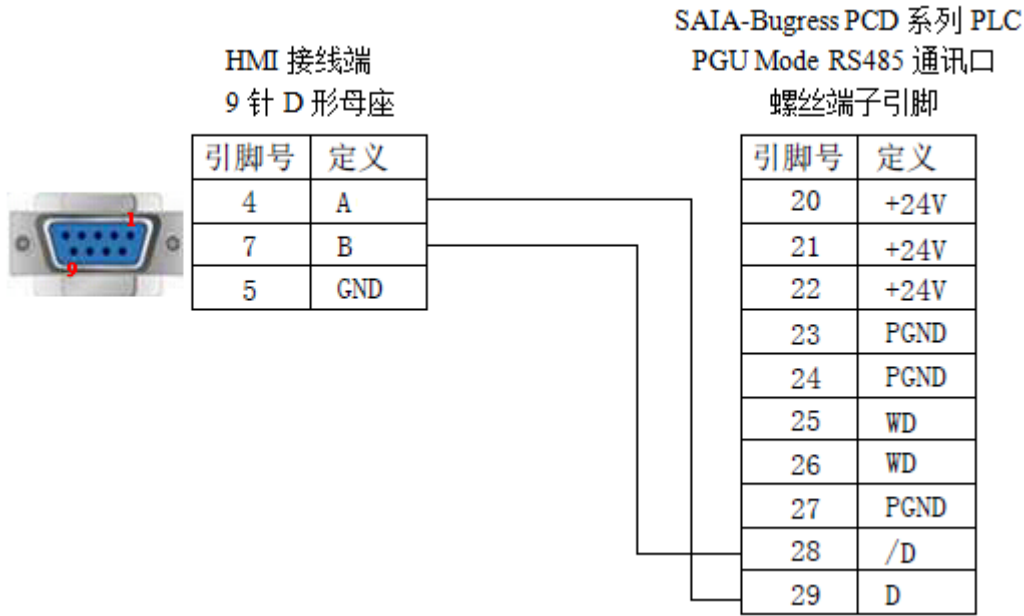 SAIA-Bugress PCD 系列 PLC
PGU Mode RS485 通讯口
螺丝端子引脚
HMI 接线端
9 针 D 形母座
引脚号 定义
4 A
7 B
5 GND
1
9
引脚号 定义
20 +24V
21 +24V
22 +24V
23 PGND
24 PGND
25 WD
26 WD
27 PGND
28 /D
29 D